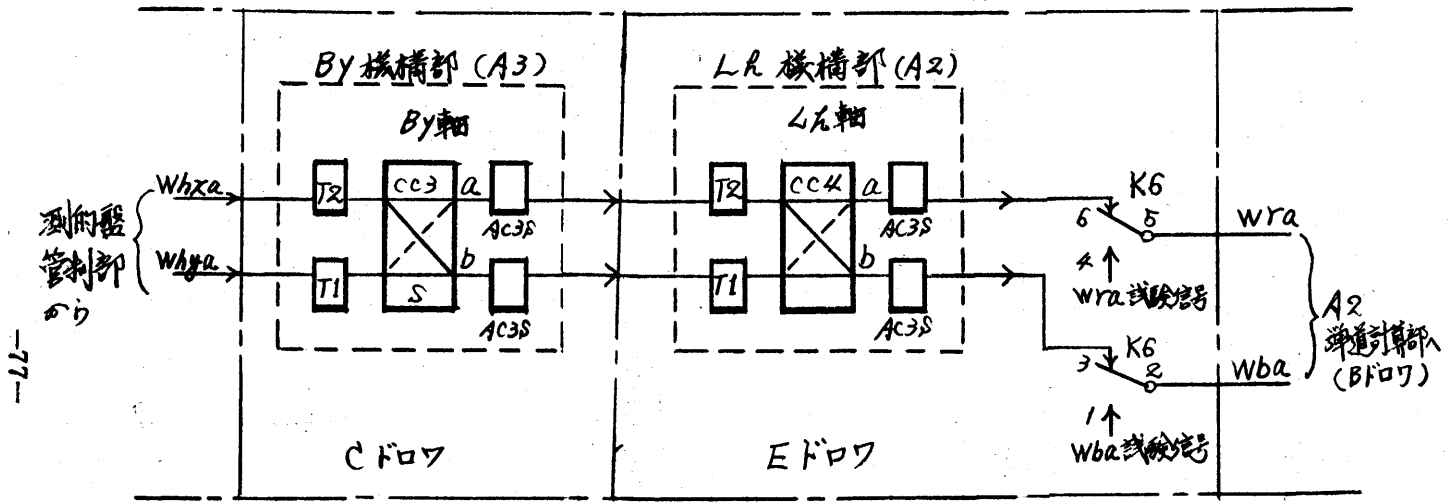 By 機構部 (A3)
Lh 機構部 (A2)
By軸
Lh軸
Whxa
T2
CC3
a
AC3S
T2
CC4
a
AC3S
K6
6
5
wra
測的盤
管制部
から
Whya
T1
S
b
AC3S
T1
b
AC3S
4
wra 試験信号
A2
弾道計算部へ
(Bドロワ)
K6
3
2
Wba
1
Wba 試験信号
Cドロワ
Eドロワ
-77-